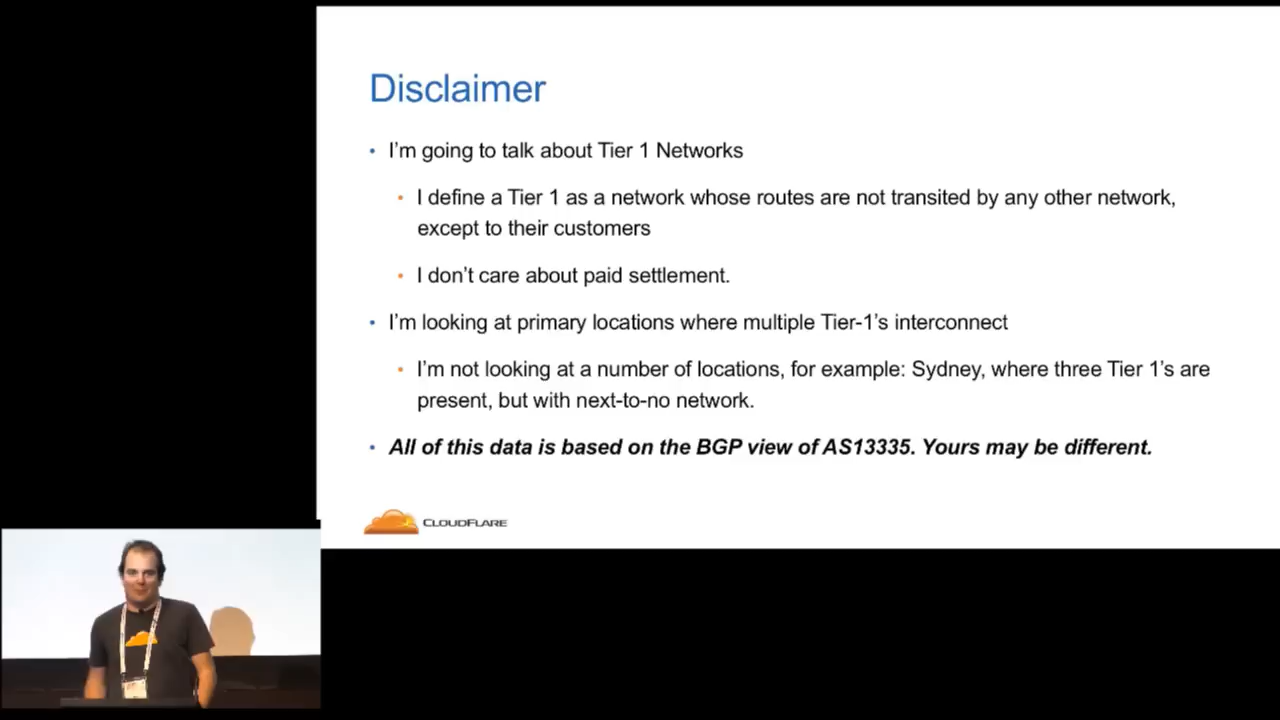 Disclaimer
• I'm going to talk about Tier 1 Networks
• I define a Tier 1 as a network whose routes are not transited by any other network,
except to their customers
• I don't care about paid settlement.
• I'm looking at primary locations where multiple Tier-1's interconnect
• I'm not looking at a number of locations, for example: Sydney, where three Tier 1's are
present, but with next-to-no network.
• All of this data is based on the BGP view of AS13335. Yours may be different.
CLOUDFLARE